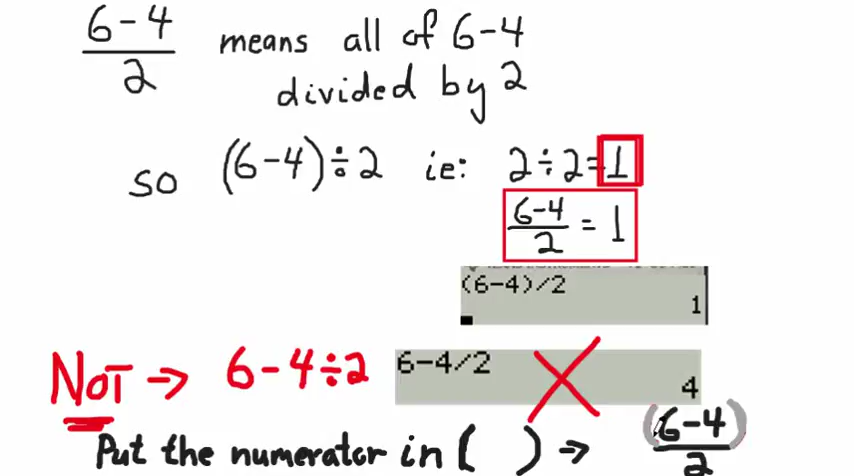 6-4
2
means all of 6-4
divided by 2
so (6-4)÷2 ie: 2÷2=1
6-4
2
= 1
(6-4)/2
1
NOT → 6-4÷2
6-4/2
4
Put the numerator in ( ) → (6-4)
2